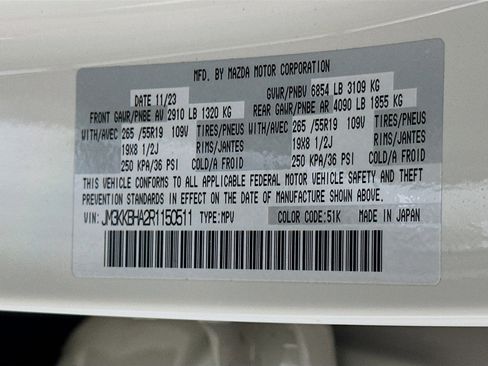 MFD. BY MAZDA MOTOR CORPORATION
DATE 11/23 GVWR/PNBV 6854 LB 3109 KG
FRONT GAWR/PNBE AV 2910 LB 1320 KG REAR GAWR/PNBE AR 4090 LB 1855 KG
WITH/AVEC 265 /55R19 109V TIRES/PNEUS WITH/AVEC 265 /55R19 109V TIRES/PNEUS
19X8 1/2J RIMS/JANTES 19X8 1/2J RIMS/JANTES
250 KPA/36 PSI COLD/A FROID 250 KPA/36 PSI COLD/A FROID
THIS VEHICLE CONFORMS TO ALL APPLICABLE FEDERAL MOTOR VEHICLE SAFETY AND THEFT
PREVENTION STANDARDS IN EFFECT ON THE DATE OF MANUFACTURE SHOWN ABOVE.
VIN: JM3KKBHA2R1150511 TYPE:MPV COLOR CODE:51K MADE IN JAPAN